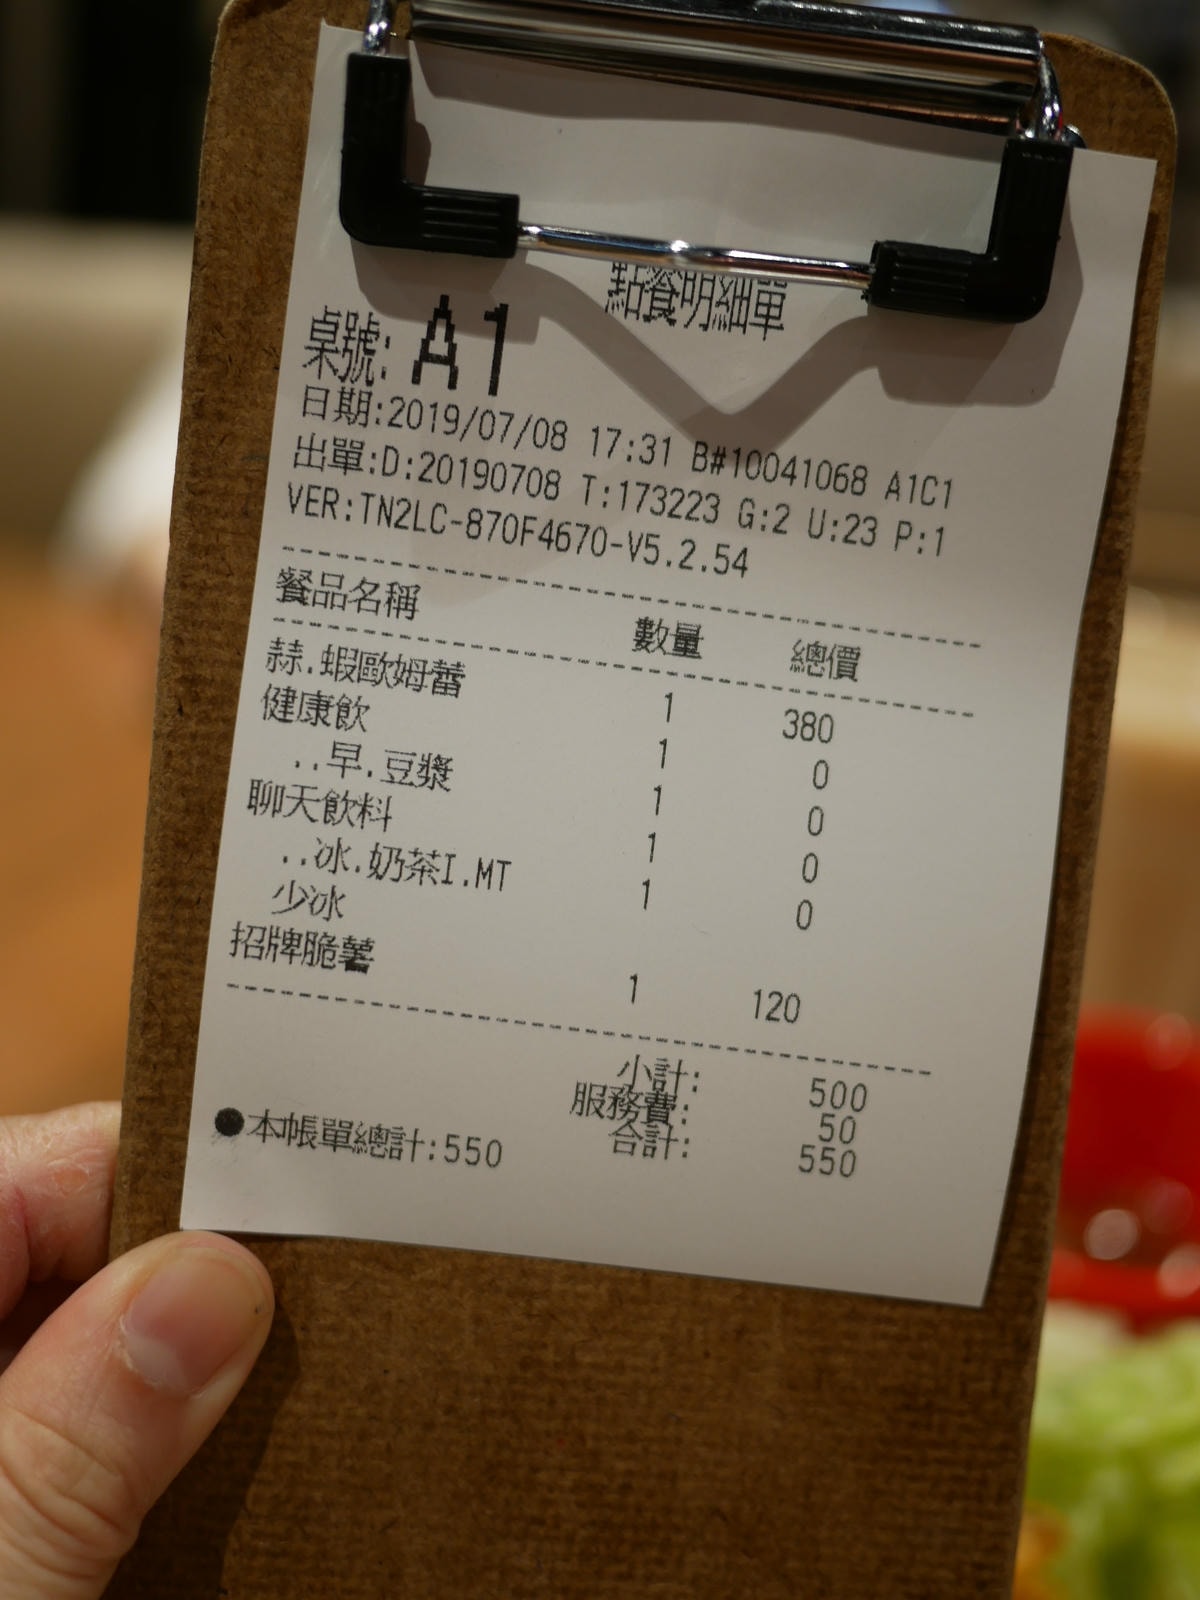 點餐明細單
桌號: A1
日期:2019/07/08 17:31 B#10041068 A1C1
出單:D:20190708 T:173223 G:2 U:23 P:1
VER:TN2LC-870F4670-V5.2.54
餐品名稱 數量 總價
蒜.蝦歐姆蕾 1 380
健康飲 1 0
..早.豆漿 1 0
聊天飲料 1 0
..冰.奶茶I.MT 1 0
少冰
招牌脆薯 1 120
小計: 500
服務費: 50
合計: 550
●本帳單總計:550